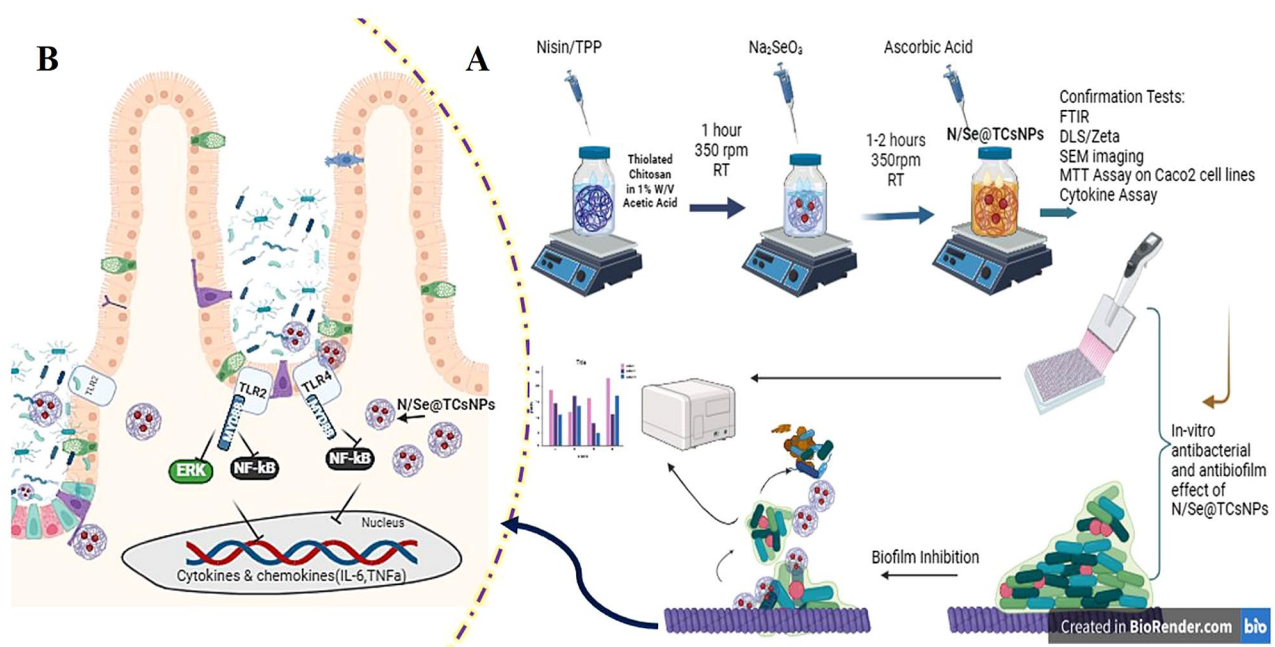 B
A
Nisin/TPP
Na₂SeO₃
Ascorbic Acid
Thiolated
Chitosan
in 1% W/V
Acetic Acid
1 hour
350 rpm
RT
1-2 hours
350rpm
RT
N/Se@TCsNPs
Confirmation Tests:
FTIR
DLS/Zeta
SEM imaging
MTT Assay on Caco2 cell lines
Cytokine Assay
TLR2
TLR2
TLR4
MYD88
MYD88
N/Se@TCsNPs
ERK
NF-kB
NF-kB
Nucleus
Cytokines & chemokines(IL-6,TNFa)
Title
In-vitro
antibacterial
and antibiofilm
effect of
N/Se@TCsNPs
Biofilm Inhibition
Created in BioRender.com bio